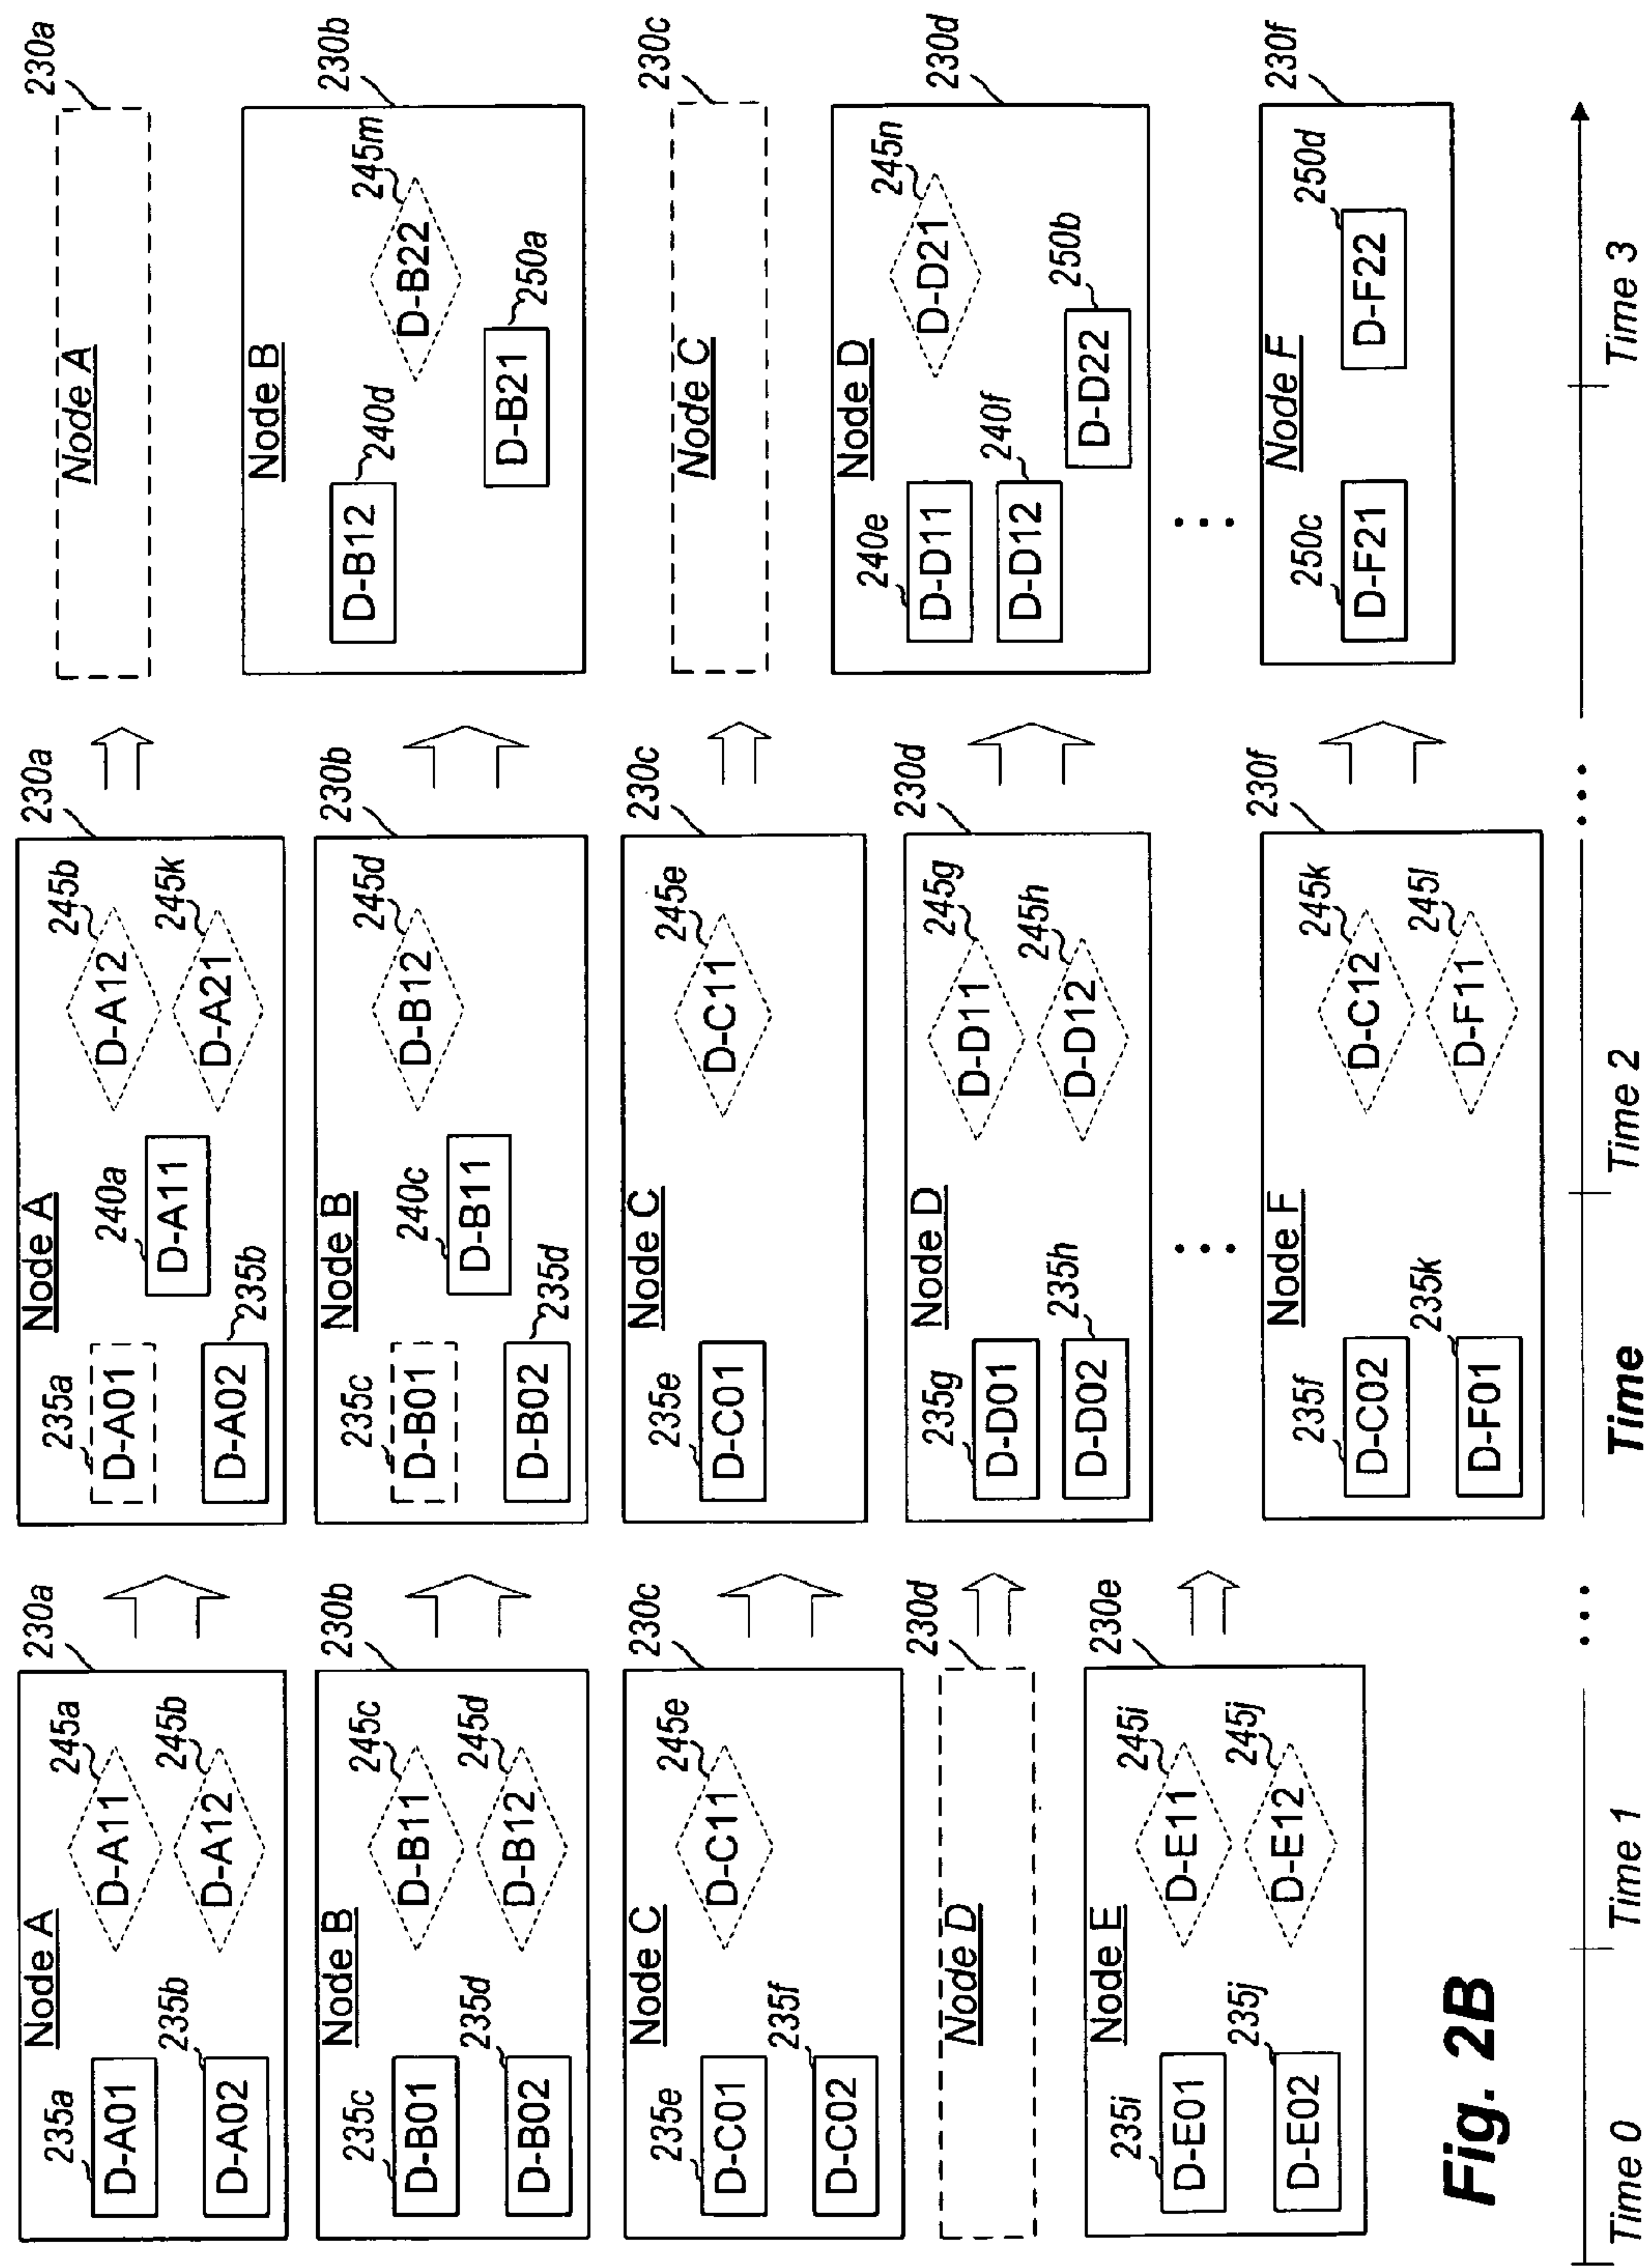 230a
Node A
235a
D-A01
235b
D-A02
245a
D-A11
245b
D-A12
230b
Node B
235c
D-B01
235d
D-B02
245c
D-B11
245d
D-B12
230c
Node C
235e
D-C01
235f
D-C02
245e
D-C11
230d
Node D
230e
Node E
235i
D-E01
235j
D-E02
245i
D-E11
245j
D-E12
230a
Node A
235a
D-A01
235b
D-A02
240a
D-A11
245b
D-A12
245k
D-A21
230b
Node B
235c
D-B01
235d
D-B02
240c
D-B11
245d
D-B12
230c
Node C
235e
D-C01
245e
D-C11
230d
Node D
235g
D-D01
235h
D-D02
245g
D-D11
245h
D-D12
...
230f
Node F
235f
D-C02
235k
D-F01
245k
D-C12
245l
D-F11
230a
Node A
230b
Node B
240d
D-B12
245m
D-B22
250a
D-B21
230c
Node C
230d
Node D
240e
D-D11
240f
D-D12
245n
D-D21
250b
D-D22
...
230f
Node F
250c
D-F21
250d
D-F22
... ...
Time 0 Time 1 Time Time 2 Time 3
Fig. 2B